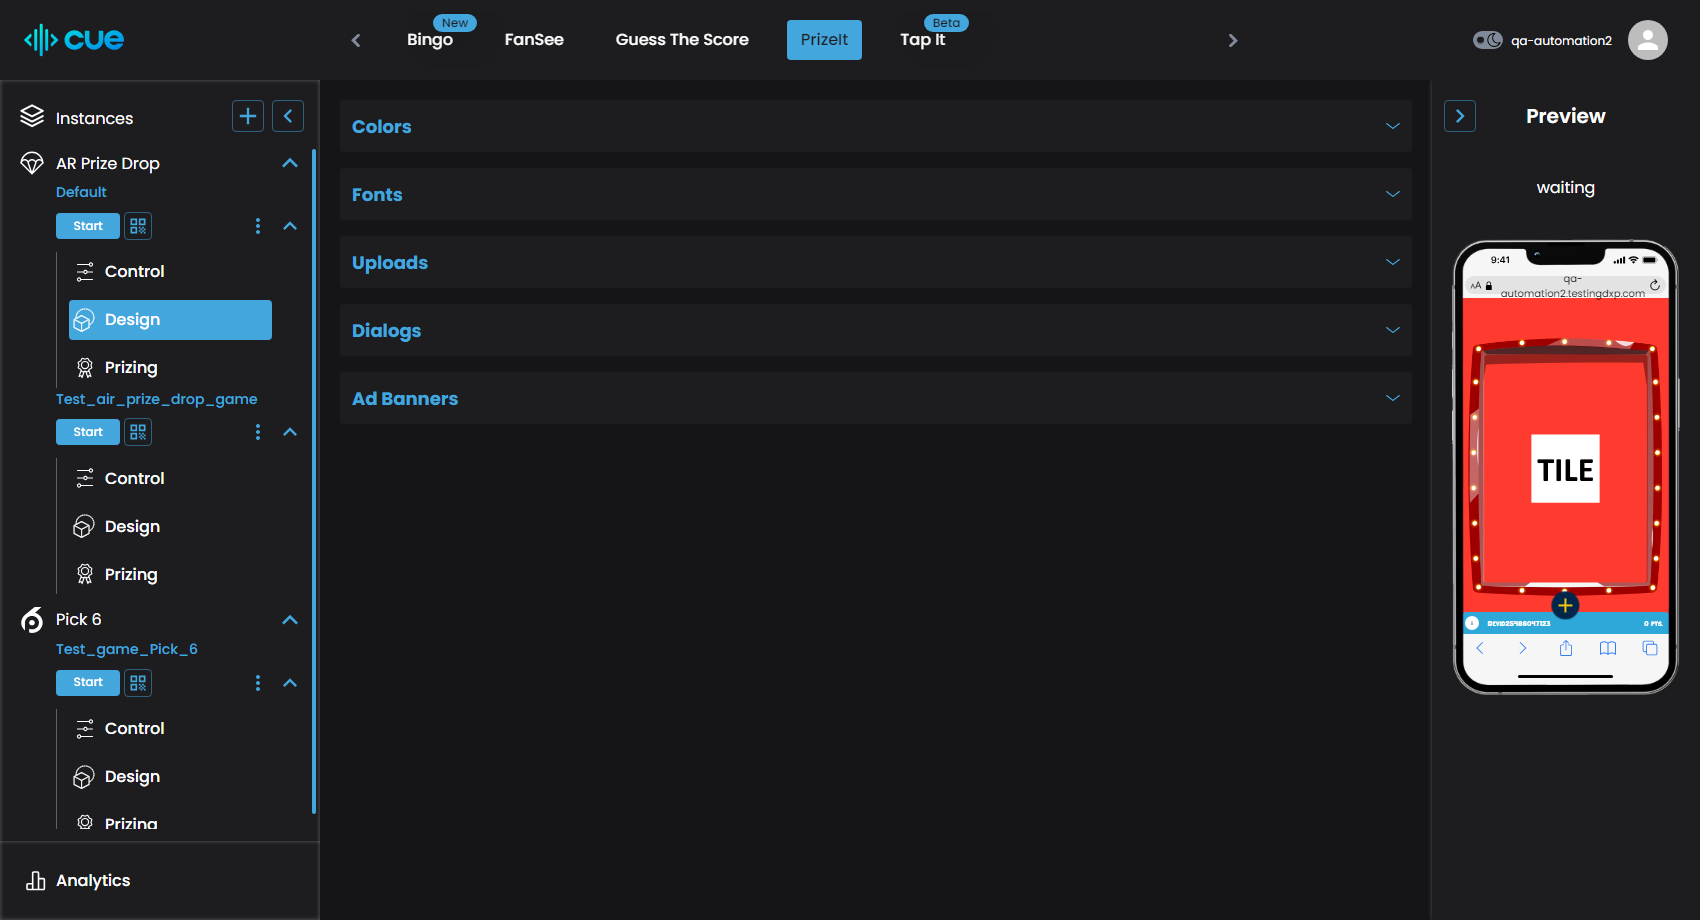 cue
New
Bingo
FanSee
Guess The Score
PrizeIt
Beta
Tap It
qa-automation2
Instances
AR Prize Drop
Default
Start
Control
Design
Prizing
Test_air_prize_drop_game
Start
Control
Design
Prizing
Pick 6
Test_game_Pick_6
Start
Control
Design
Prizing
Analytics
Colors
Fonts
Uploads
Dialogs
Ad Banners
Preview
waiting
9:41
AA
qa-
automation2.testingdxp.com
TILE
0 PTS.